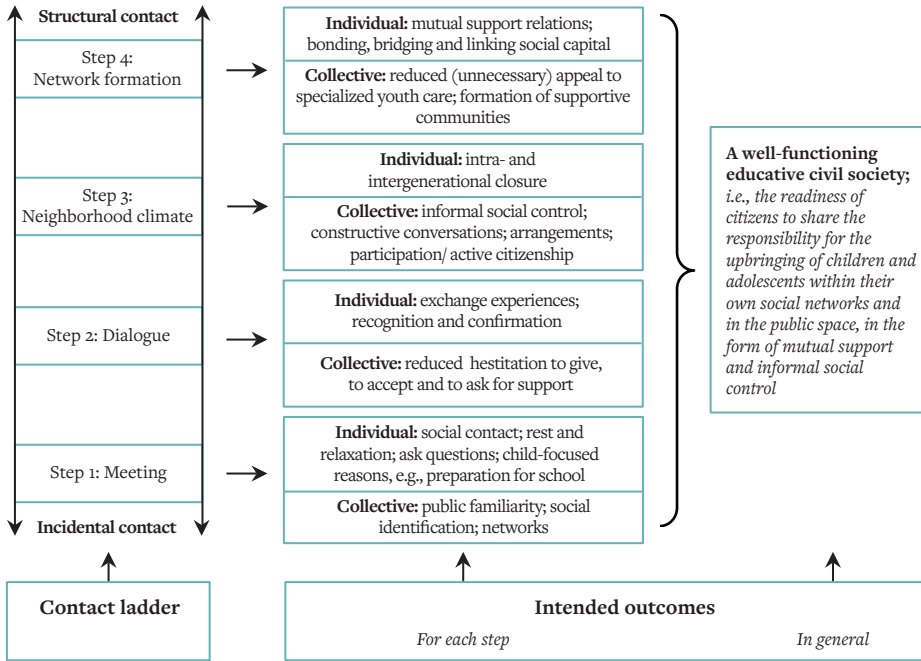 Structural contact
Step 4:
Network formation
Step 3:
Neighborhood climate
Step 2: Dialogue
Step 1: Meeting
Incidental contact
Contact ladder
Individual: mutual support relations;
bonding, bridging and linking social capital
Collective: reduced (unnecessary) appeal to
specialized youth care; formation of supportive
communities
Individual: intra- and
intergenerational closure
Collective: informal social control;
constructive conversations; arrangements;
participation/ active citizenship
Individual: exchange experiences;
recognition and confirmation
Collective: reduced hestitation to give,
to accept and to ask for support
Individual: social contact; rest and
relaxation; ask questions; child-focused
reasons, e.g., preparation for school
Collective: public familiarity; social
identification; networks
A well-functioning
educative civil society;
i.e., the readiness of
citizens to share the
responsibility for the
upbringing of children and
adolescents within their
own social networks and
in the public space, in the
form of mutual support
and informal social
control
Intended outcomes
For each step
In general